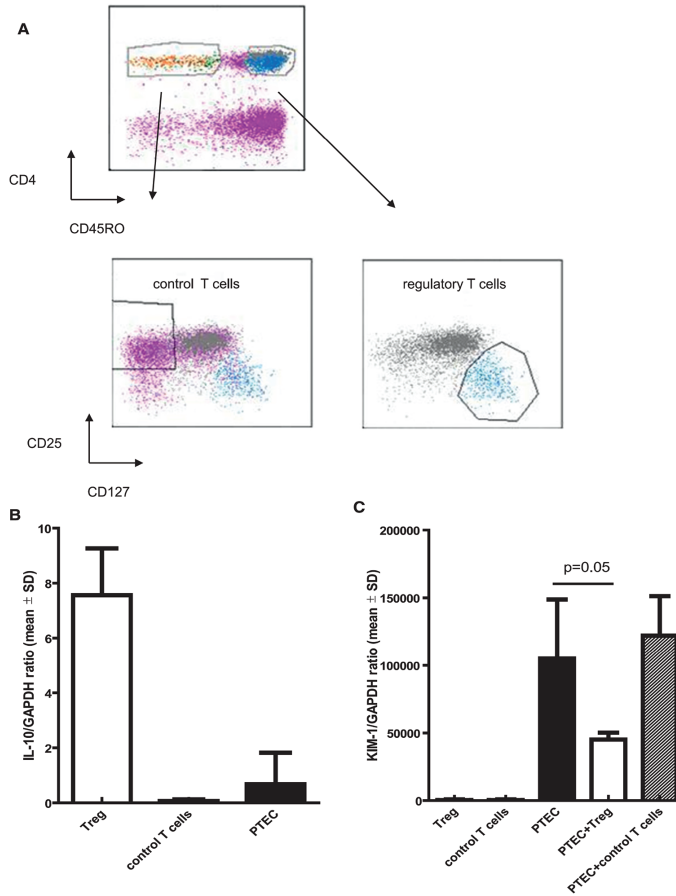 A
CD4
CD45RO
control T cells
regulatory T cells
CD25
CD127
B
IL-10/GAPDH ratio (mean ± SD)
10
8
6
4
2
0
Treg
control T cells
PTEC
C
KIM-1/GAPDH ratio (mean ± SD)
200000
150000
100000
50000
0
p=0.05
Treg
control T cells
PTEC
PTEC+Treg
PTEC+control T cells